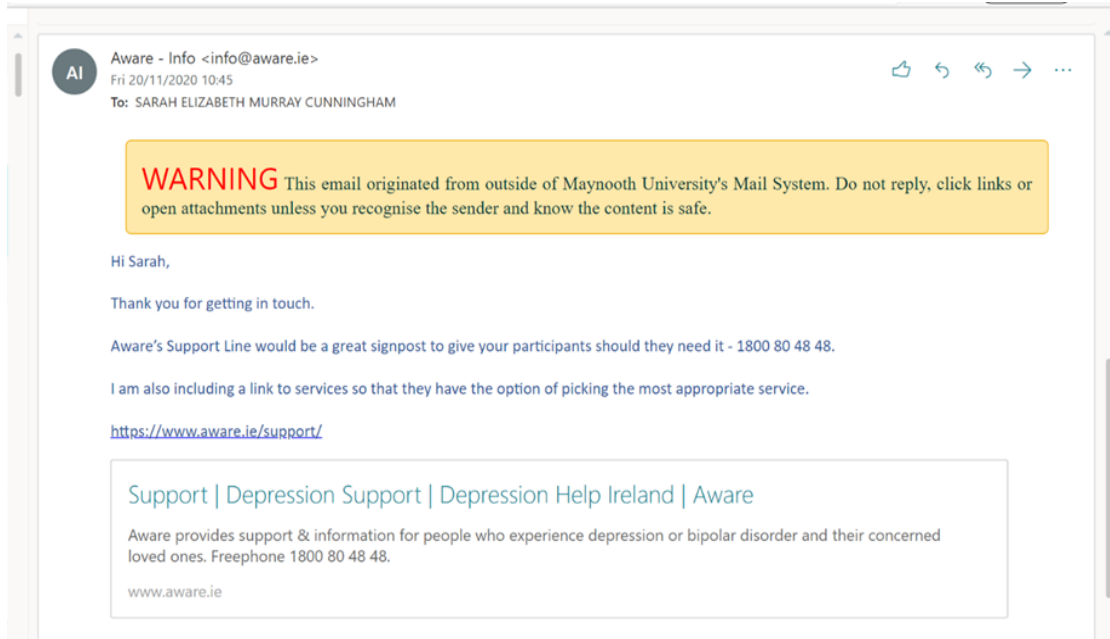 AI
Aware - Info <info@aware.ie>
Fri 20/11/2020 10:45
To: SARAH ELIZABETH MURRAY CUNNINGHAM
WARNING This email originated from outside of Maynooth University's Mail System. Do not reply, click links or
open attachments unless you recognise the sender and know the content is safe.
Hi Sarah,
Thank you for getting in touch.
Aware's Support Line would be a great signpost to give your participants should they need it - 1800 80 48 48.
I am also including a link to services so that they have the option of picking the most appropriate service.
https://www.aware.ie/support/
Support | Depression Support | Depression Help Ireland | Aware
Aware provides support & information for people who experience depression or bipolar disorder and their concerned
loved ones. Freephone 1800 80 48 48.
www.aware.ie